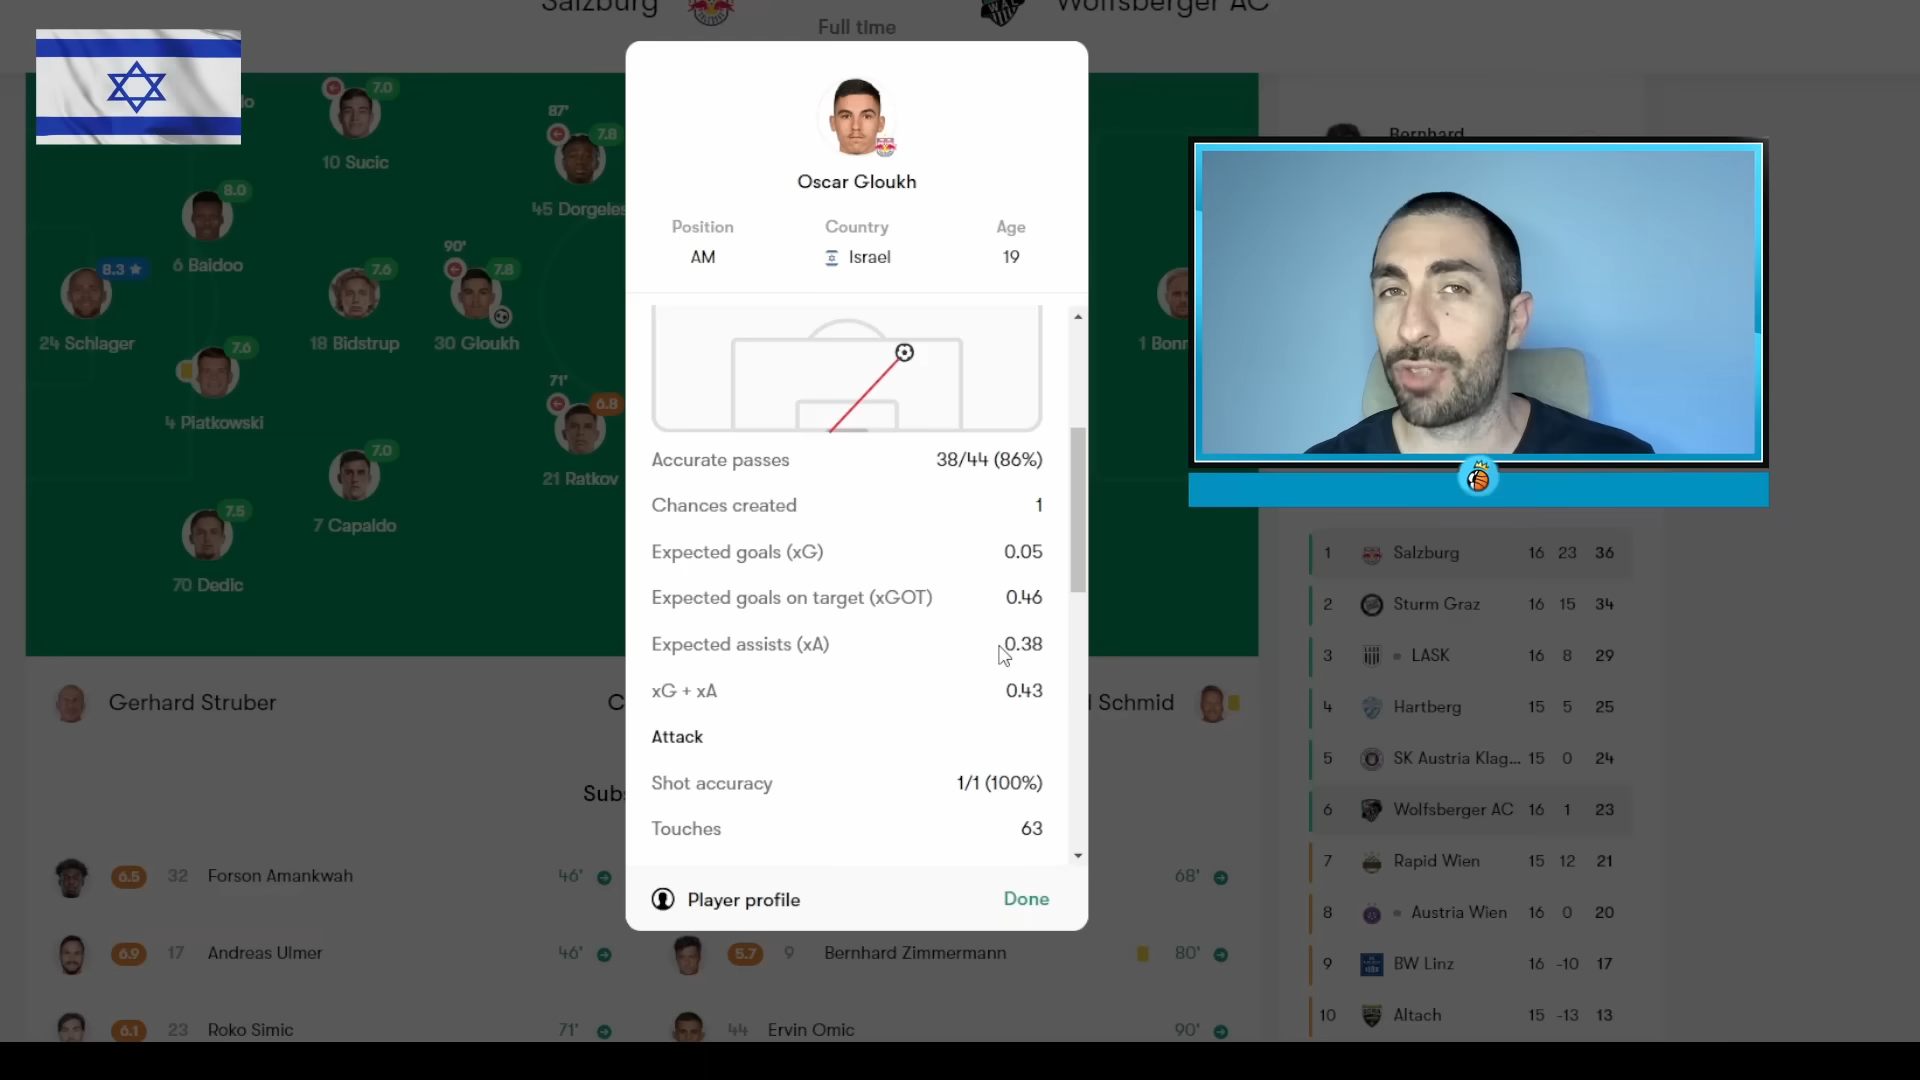 Salzburg
Wolfsberger AC
Full time
7.0
10 Sucic
87'
7.8
45 Dorgeles
8.0
6 Baidoo
8.3
24 Schlager
7.6
18 Bidstrup
90'
7.8
30 Gloukh
7.6
4 Piatkowski
71'
6.8
21 Ratkov
7.0
7 Capaldo
7.5
70 Dedic
Oscar Gloukh
Position
Country
Age
AM
Israel
19
Accurate passes 38/44 (86%)
Chances created 1
Expected goals (xG) 0.05
Expected goals on target (xGOT) 0.46
Expected assists (xA) 0.38
xG + xA 0.43
Attack
Shot accuracy 1/1 (100%)
Touches 63
Player profile
Done
Bernhard
Gerhard Struber
Schmid
Subs
6.5 32 Forson Amankwah 46'
68'
6.9 17 Andreas Ulmer 46'
5.7 9 Bernhard Zimmermann 80'
6.1 23 Roko Simic 71'
44 Ervin Omic 90'
1 Salzburg 16 23 36
2 Sturm Graz 16 15 34
3 LASK 16 8 29
4 Hartberg 15 5 25
5 SK Austria Klag... 15 0 24
6 Wolfsberger AC 16 1 23
7 Rapid Wien 15 12 21
8 Austria Wien 16 0 20
9 BW Linz 16 -10 17
10 Altach 15 -13 13